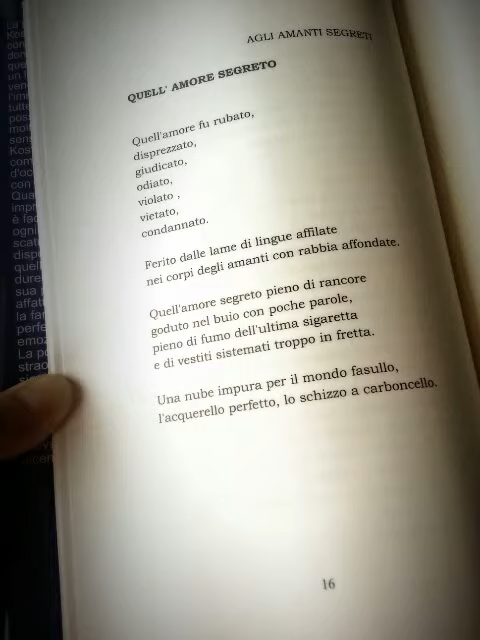 AGLI AMANTI SEGRETI
QUELL' AMORE SEGRETO
Quell'amore fu rubato,
disprezzato,
giudicato,
odiato,
violato ,
vietato,
condannato.
Ferito dalle lame di lingue affilate
nei corpi degli amanti con rabbia affondate.
Quell'amore segreto pieno di rancore
goduto nel buio con poche parole,
pieno di fumo dell'ultima sigaretta
e di vestiti sistemati troppo in fretta.
Una nube impura per il mondo fasullo,
l'acquerello perfetto, lo schizzo a carboncello.
16